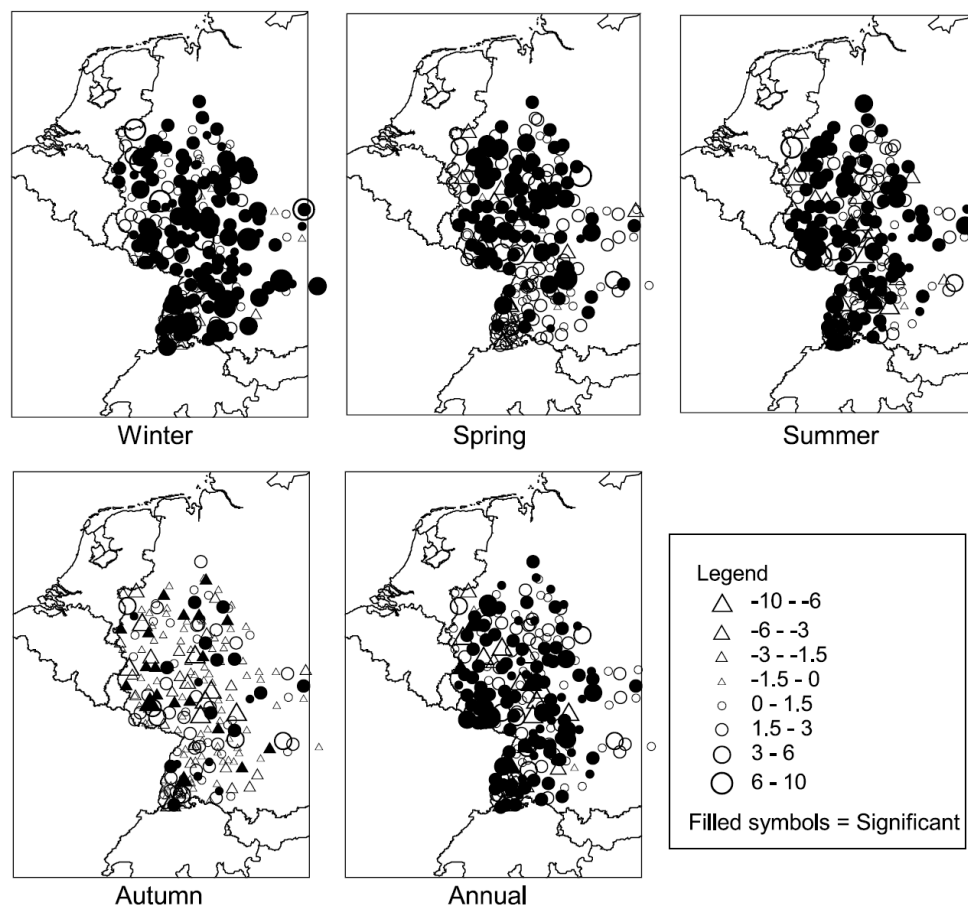 Winter
Spring
Summer
Autumn
Annual
Legend
-10 - -6
-6 - -3
-3 - -1.5
-1.5 - 0
0 - 1.5
1.5 - 3
3 - 6
6 - 10
Filled symbols = Significant